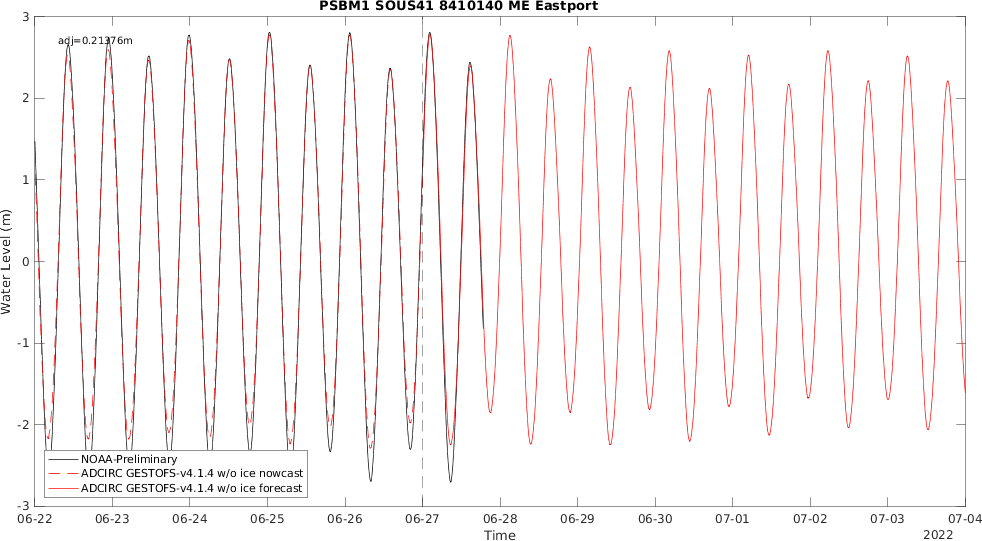 PSBM1 SOUS41 8410140 ME Eastport
adj=0.21376m
Water Level (m)
3
2
1
0
-1
-2
-3
NOAA-Preliminary
ADCIRC GESTOFS-v4.1.4 w/o ice nowcast
ADCIRC GESTOFS-v4.1.4 w/o ice forecast
06-22 06-23 06-24 06-25 06-26 06-27 06-28 06-29 06-30 07-01 07-02 07-03 07-04
Time
2022